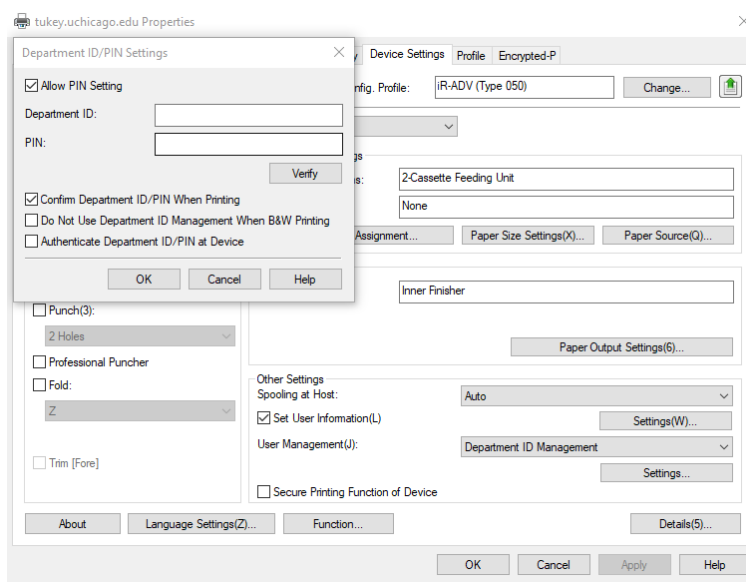 tukey.uchicago.edu Properties
Department ID/PIN Settings
Allow PIN Setting
Department ID:
PIN:
Verify
Confirm Department ID/PIN When Printing
Do Not Use Department ID Management When B&W Printing
Authenticate Department ID/PIN at Device
OK Cancel Help
Device Settings Profile Encrypted-P
nfig. Profile: iR-ADV (Type 050) Change...
2-Cassette Feeding Unit
None
Assignment... Paper Size Settings(X)... Paper Source(Q)...
Inner Finisher
Paper Output Settings(6)...
Punch(3):
2 Holes
Professional Puncher
Fold:
Z
Trim [Fore]
Other Settings
Spooling at Host: Auto
Set User Information(L) Settings(W)...
User Management(J): Department ID Management
Settings...
Secure Printing Function of Device
About Language Settings(Z)... Function... Details(5)...
OK Cancel Apply Help